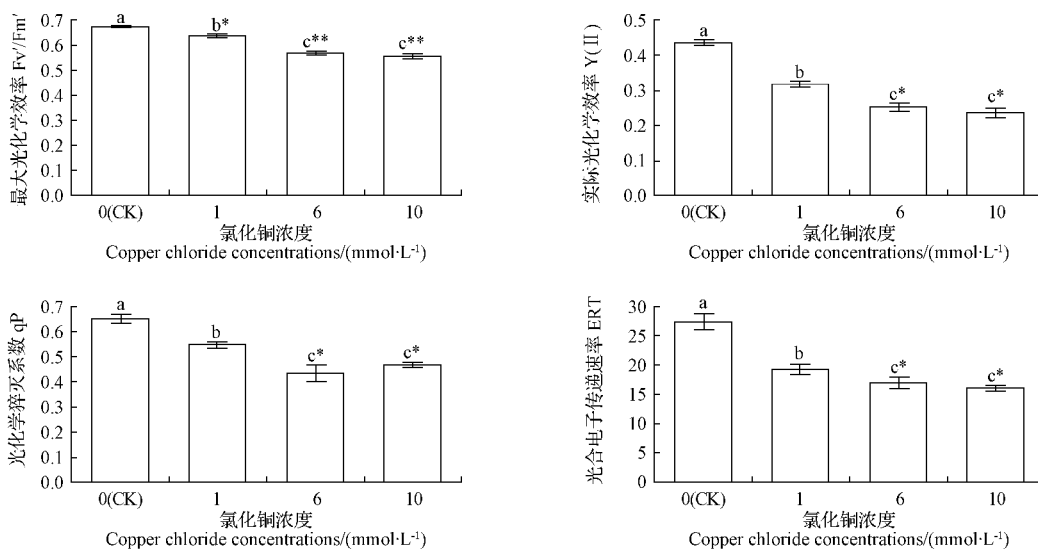 最大光化学效率 Fv′/Fm′
0.7
0.6
0.5
0.4
0.3
0.2
0.1
0.0
a
b*
c**
c**
0(CK)
1
6
10
氯化铜浓度
Copper chloride concentrations/(mmol·L⁻¹)
实际光化学效率 Y(Ⅱ)
0.5
0.4
0.3
0.2
0.1
0.0
a
b
c*
c*
0(CK)
1
6
10
氯化铜浓度
Copper chloride concentrations/(mmol·L⁻¹)
光化学猝灭系数 qP
0.7
0.6
0.5
0.4
0.3
0.2
0.1
0.0
a
b
c*
c*
0(CK)
1
6
10
氯化铜浓度
Copper chloride concentrations/(mmol·L⁻¹)
光合电子传递速率 ERT
30
25
20
15
10
5
0
a
b
c*
c*
0(CK)
1
6
10
氯化铜浓度
Copper chloride concentrations/(mmol·L⁻¹)